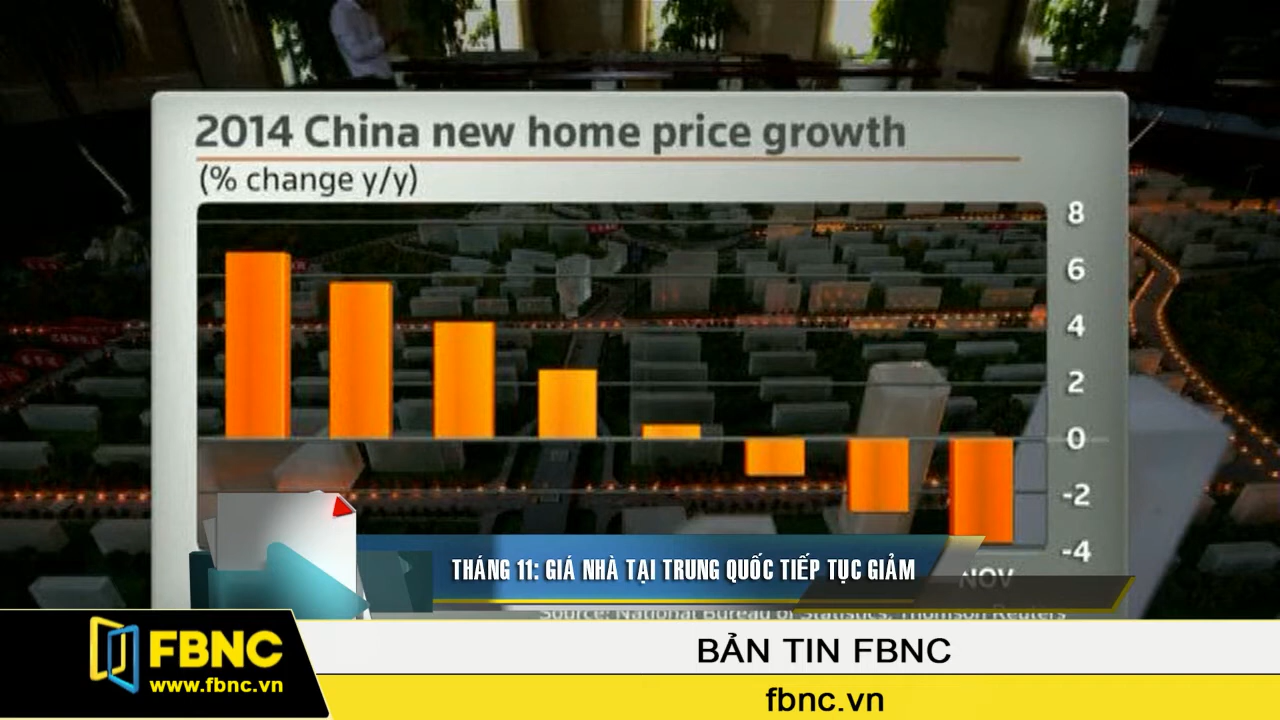 2014 China new home price growth
(% change y/y)
8
6
4
2
0
-2
-4
NOV
THÁNG 11: GIÁ NHÀ TẠI TRUNG QUỐC TIẾP TỤC GIẢM
Source: National Bureau of Statistics, Thomson Reuters
FBNC
www.fbnc.vn
BẢN TIN FBNC
fbnc.vn